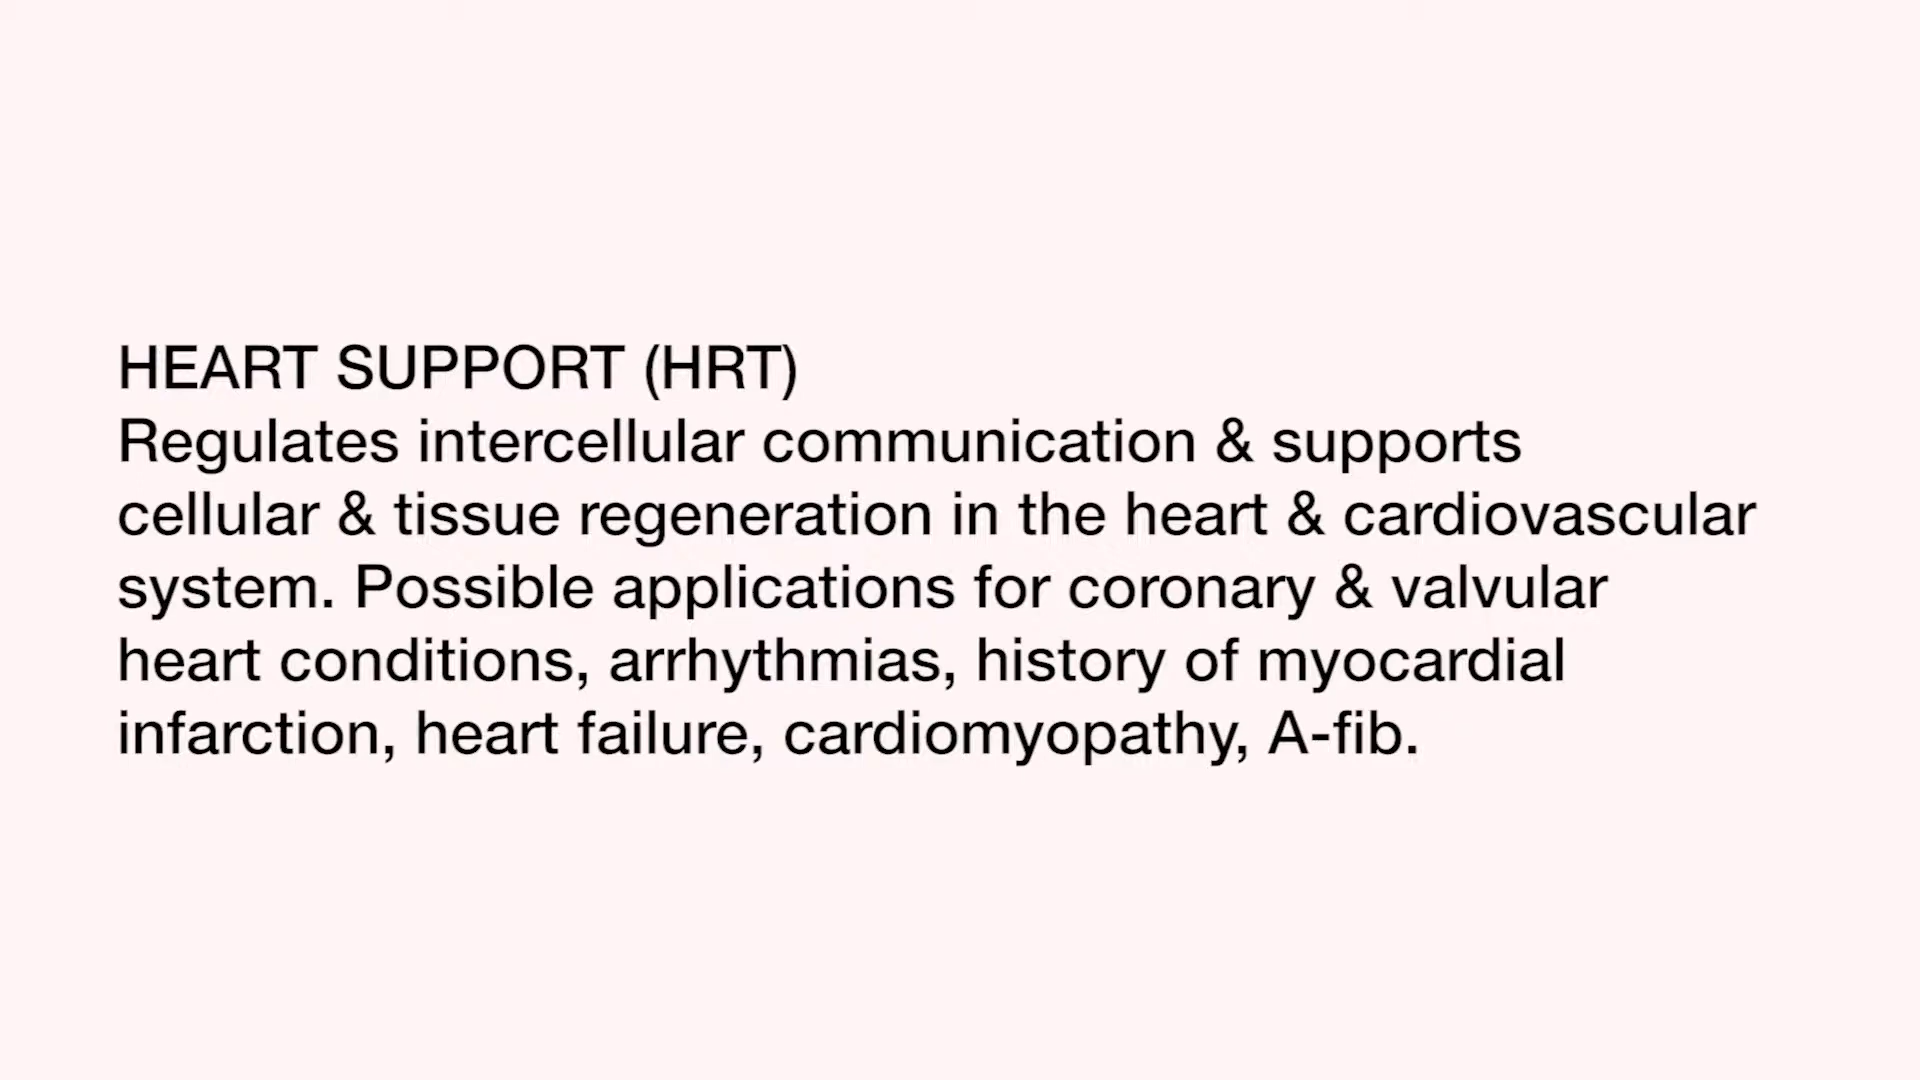 HEART SUPPORT (HRT)
Regulates intercellular communication & supports
cellular & tissue regeneration in the heart & cardiovascular
system. Possible applications for coronary & valvular
heart conditions, arrhythmias, history of myocardial
infarction, heart failure, cardiomyopathy, A-fib.